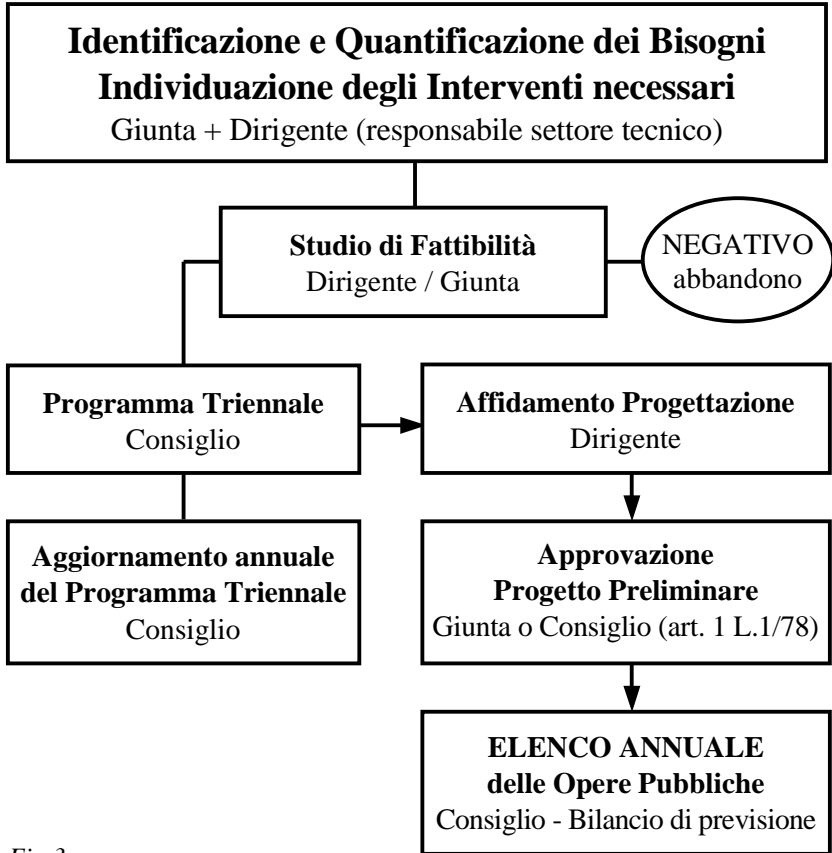 Identificazione e Quantificazione dei Bisogni
Individuazione degli Interventi necessari
Giunta + Dirigente (responsabile settore tecnico)
Studio di Fattibilità
Dirigente / Giunta
NEGATIVO
abbandono
Programma Triennale
Consiglio
Affidamento Progettazione
Dirigente
Aggiornamento annuale
del Programma Triennale
Consiglio
Approvazione
Progetto Preliminare
Giunta o Consiglio (art. 1 L.1/78)
ELENCO ANNUALE
delle Opere Pubbliche
Consiglio - Bilancio di previsione